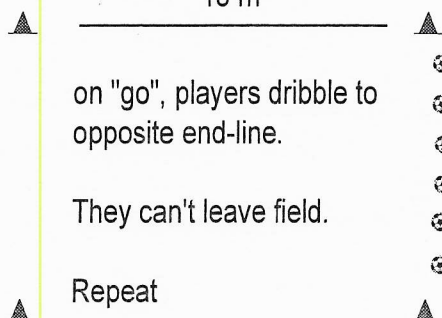 on "go", players dribble to
opposite end-line.
They can't leave field.
Repeat